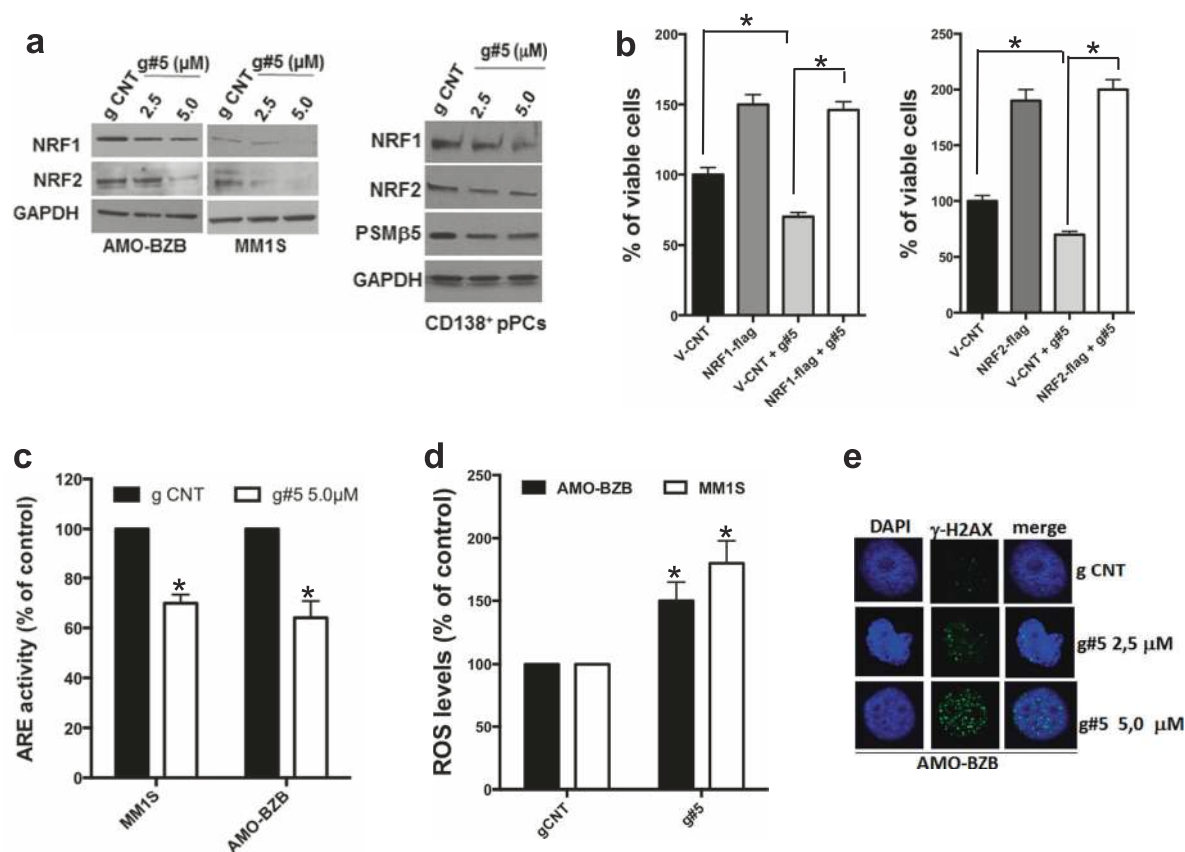 a
g#5 (µM)
g CNT
2.5
5.0
g#5 (µM)
g CNT
2.5
5.0
NRF1
NRF2
GAPDH
AMO-BZB
MM1S
g#5 (µM)
g CNT
2.5
5.0
NRF1
NRF2
PSMβ5
GAPDH
CD138+ pPCs
b
% of viable cells
200
150
100
50
0
*
*
V-CNT
NRF1-flag
V-CNT + g#5
NRF1-flag + g#5
% of viable cells
250
200
150
100
50
0
*
*
V-CNT
NRF2-flag
V-CNT + g#5
NRF2-flag + g#5
c
ARE activity (% of control)
120
100
80
60
40
20
0
g CNT
g#5 5.0µM
*
*
MM1S
AMO-BZB
d
ROS levels (% of control)
250
200
150
100
50
0
AMO-BZB
MM1S
*
*
gCNT
g#5
e
DAPI γ-H2AX merge
g CNT
g#5 2,5 µM
g#5 5,0 µM
AMO-BZB